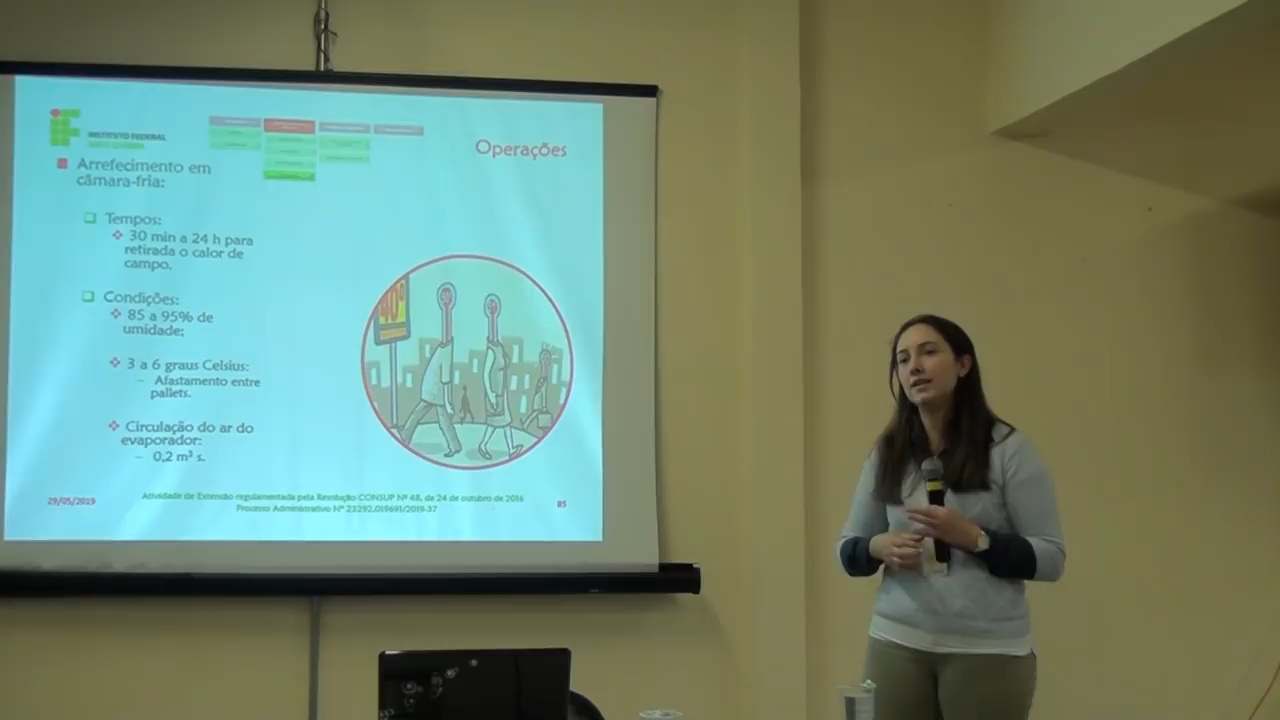 INSTITUTO FEDERAL
Operações
Arrefecimento em
câmara-fria:
Tempos:
30 min a 24 h para
retirada o calor de
campo.
Condições:
85 a 95% de
umidade;
3 a 6 graus Celsius:
– Afastamento entre
pallets.
Circulação do ar do
evaporador:
– 0,2 m³ s.
40º
29/05/2019
Atividade de Extensão regulamentada pela Resolução CONSUP Nº 48, de 24 de outubro de 2016
Processo Administrativo Nº 23292.019691/2019-37
85